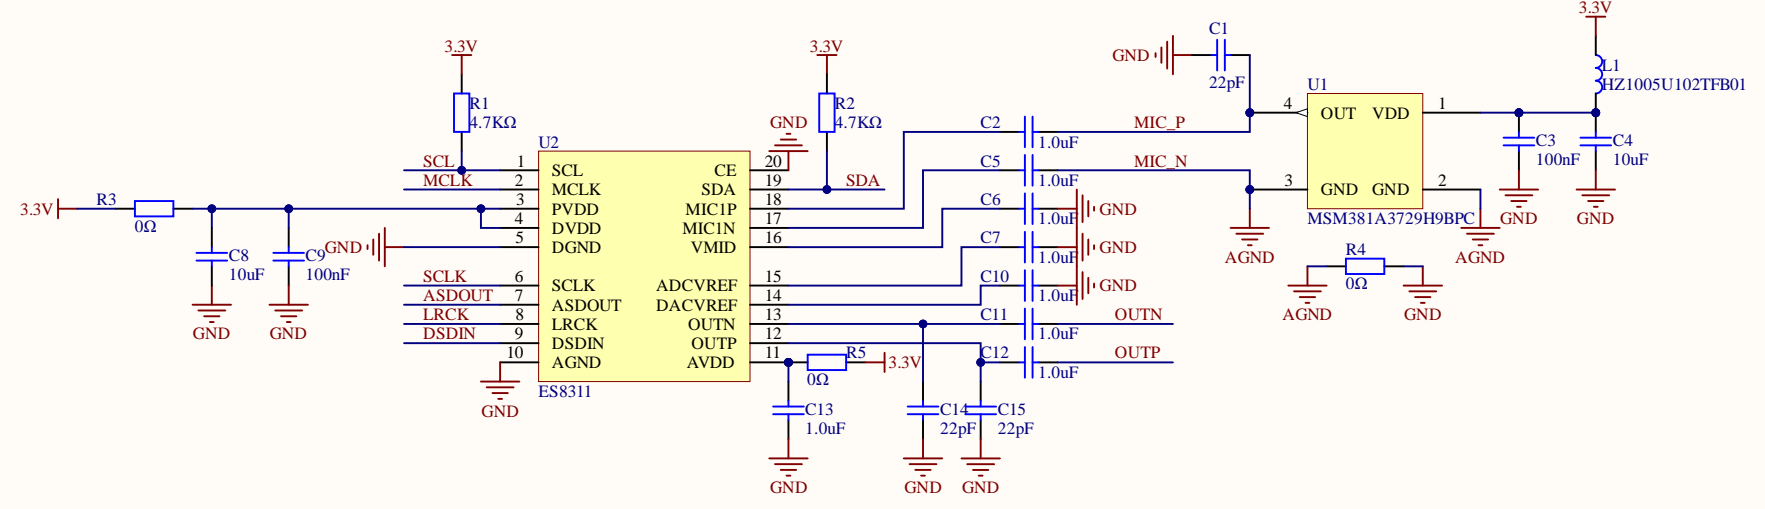 3.3V
C1
GND
22pF
3.3V
L1
HZ1005U102TFB01
3.3V
R1
4.7KΩ
3.3V
R2
4.7KΩ
GND
U1
4 OUT VDD 1
3 GND GND 2
MSM381A3729H9BPC
C3
100nF
C4
10uF
GND
GND
AGND
AGND
R4
0Ω
AGND
GND
U2
SCL 1 SCL
MCLK 2 MCLK
3 PVDD
4 DVDD
5 DGND
SCLK 6 SCLK
ASDOUT 7 ASDOUT
LRCK 8 LRCK
DSDIN 9 DSDIN
10 AGND
CE 20
SDA 19 SDA
MIC1P 18
MIC1N 17
VMID 16
ADCVREF 15
DACVREF 14
OUTN 13
OUTP 12
AVDD 11
ES8311
GND
3.3V
R3
0Ω
C8
10uF
C9
100nF
GND
GND
GND
C2
1.0uF
MIC_P
C5
1.0uF
MIC_N
C6
1.0uF
GND
C7
1.0uF
GND
C10
1.0uF
GND
C11
1.0uF
OUTN
C12
1.0uF
OUTP
R5
0Ω
3.3V
C13
1.0uF
C14
22pF
C15
22pF
GND
GND
GND